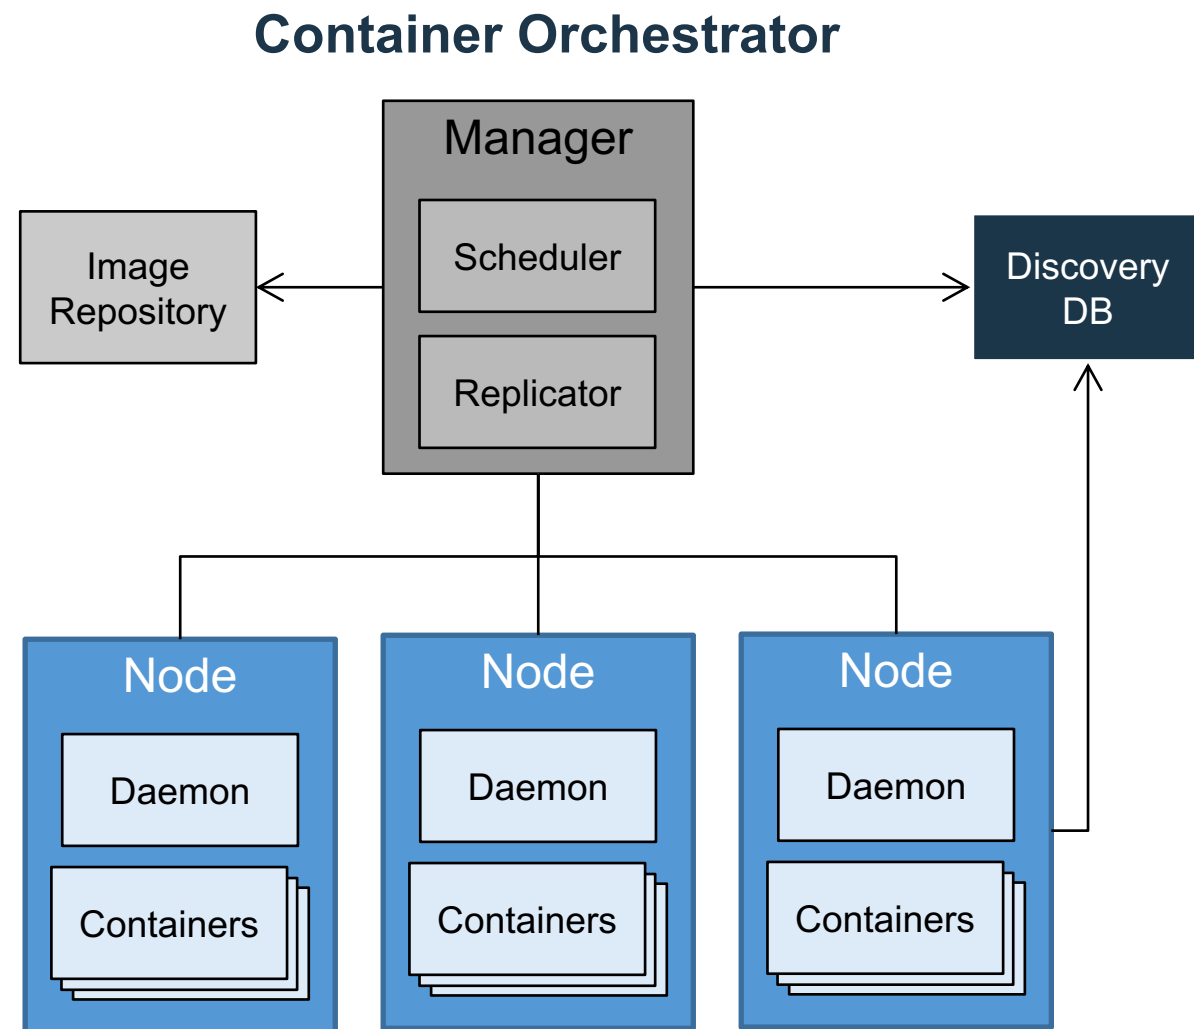 Container Orchestrator
Manager
Scheduler
Replicator
Image
Repository
Discovery
DB
Node
Daemon
Containers
Node
Daemon
Containers
Node
Daemon
Containers